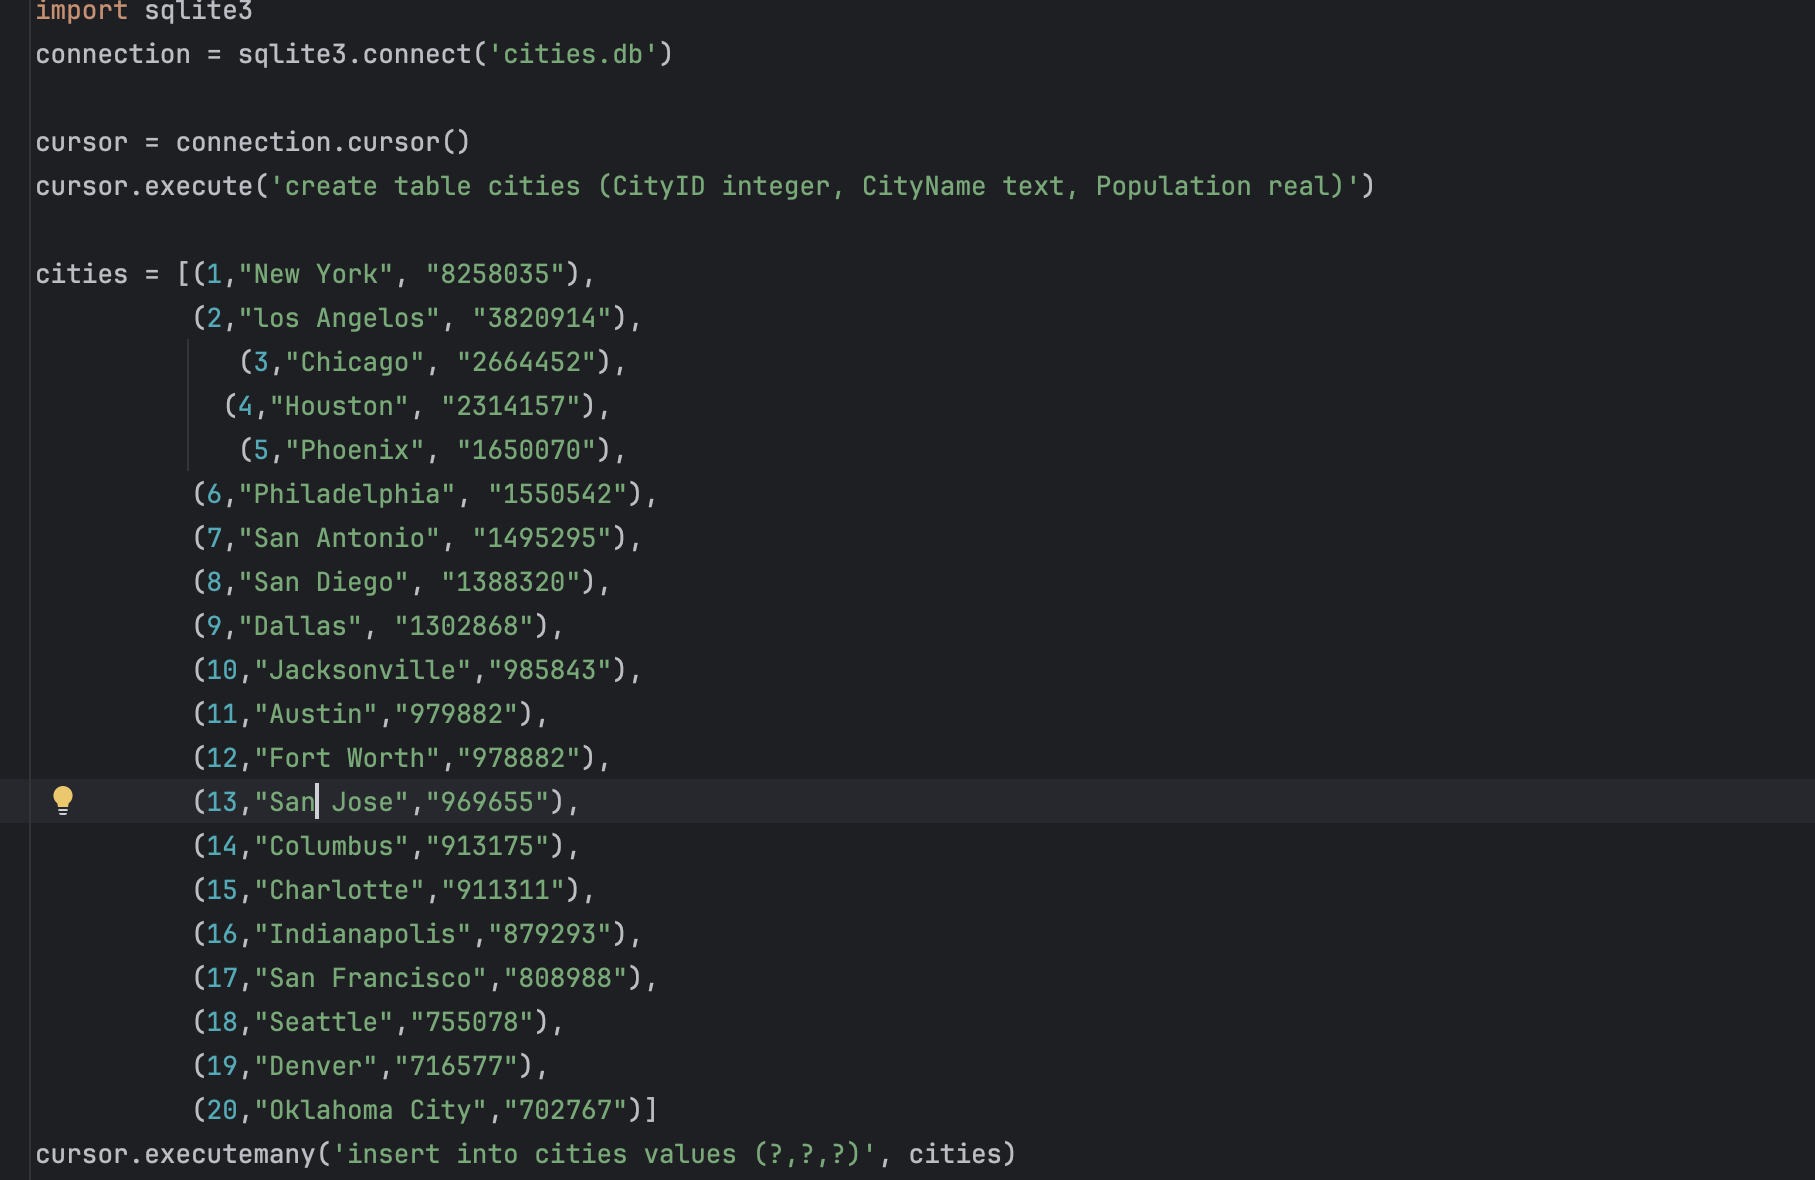 import sqlite3
connection = sqlite3.connect('cities.db')
cursor = connection.cursor()
cursor.execute('create table cities (CityID integer, CityName text, Population real)')
cities = [(1,"New York", "8258035"),
(2,"los Angelos", "3820914"),
(3,"Chicago", "2664452"),
(4,"Houston", "2314157"),
(5,"Phoenix", "1650070"),
(6,"Philadelphia", "1550542"),
(7,"San Antonio", "1495295"),
(8,"San Diego", "1388320"),
(9,"Dallas", "1302868"),
(10,"Jacksonville","985843"),
(11,"Austin","979882"),
(12,"Fort Worth","978882"),
(13,"San Jose","969655"),
(14,"Columbus","913175"),
(15,"Charlotte","911311"),
(16,"Indianapolis","879293"),
(17,"San Francisco","808988"),
(18,"Seattle","755078"),
(19,"Denver","716577"),
(20,"Oklahoma City","702767")]
cursor.executemany('insert into cities values (?,?,?)', cities)